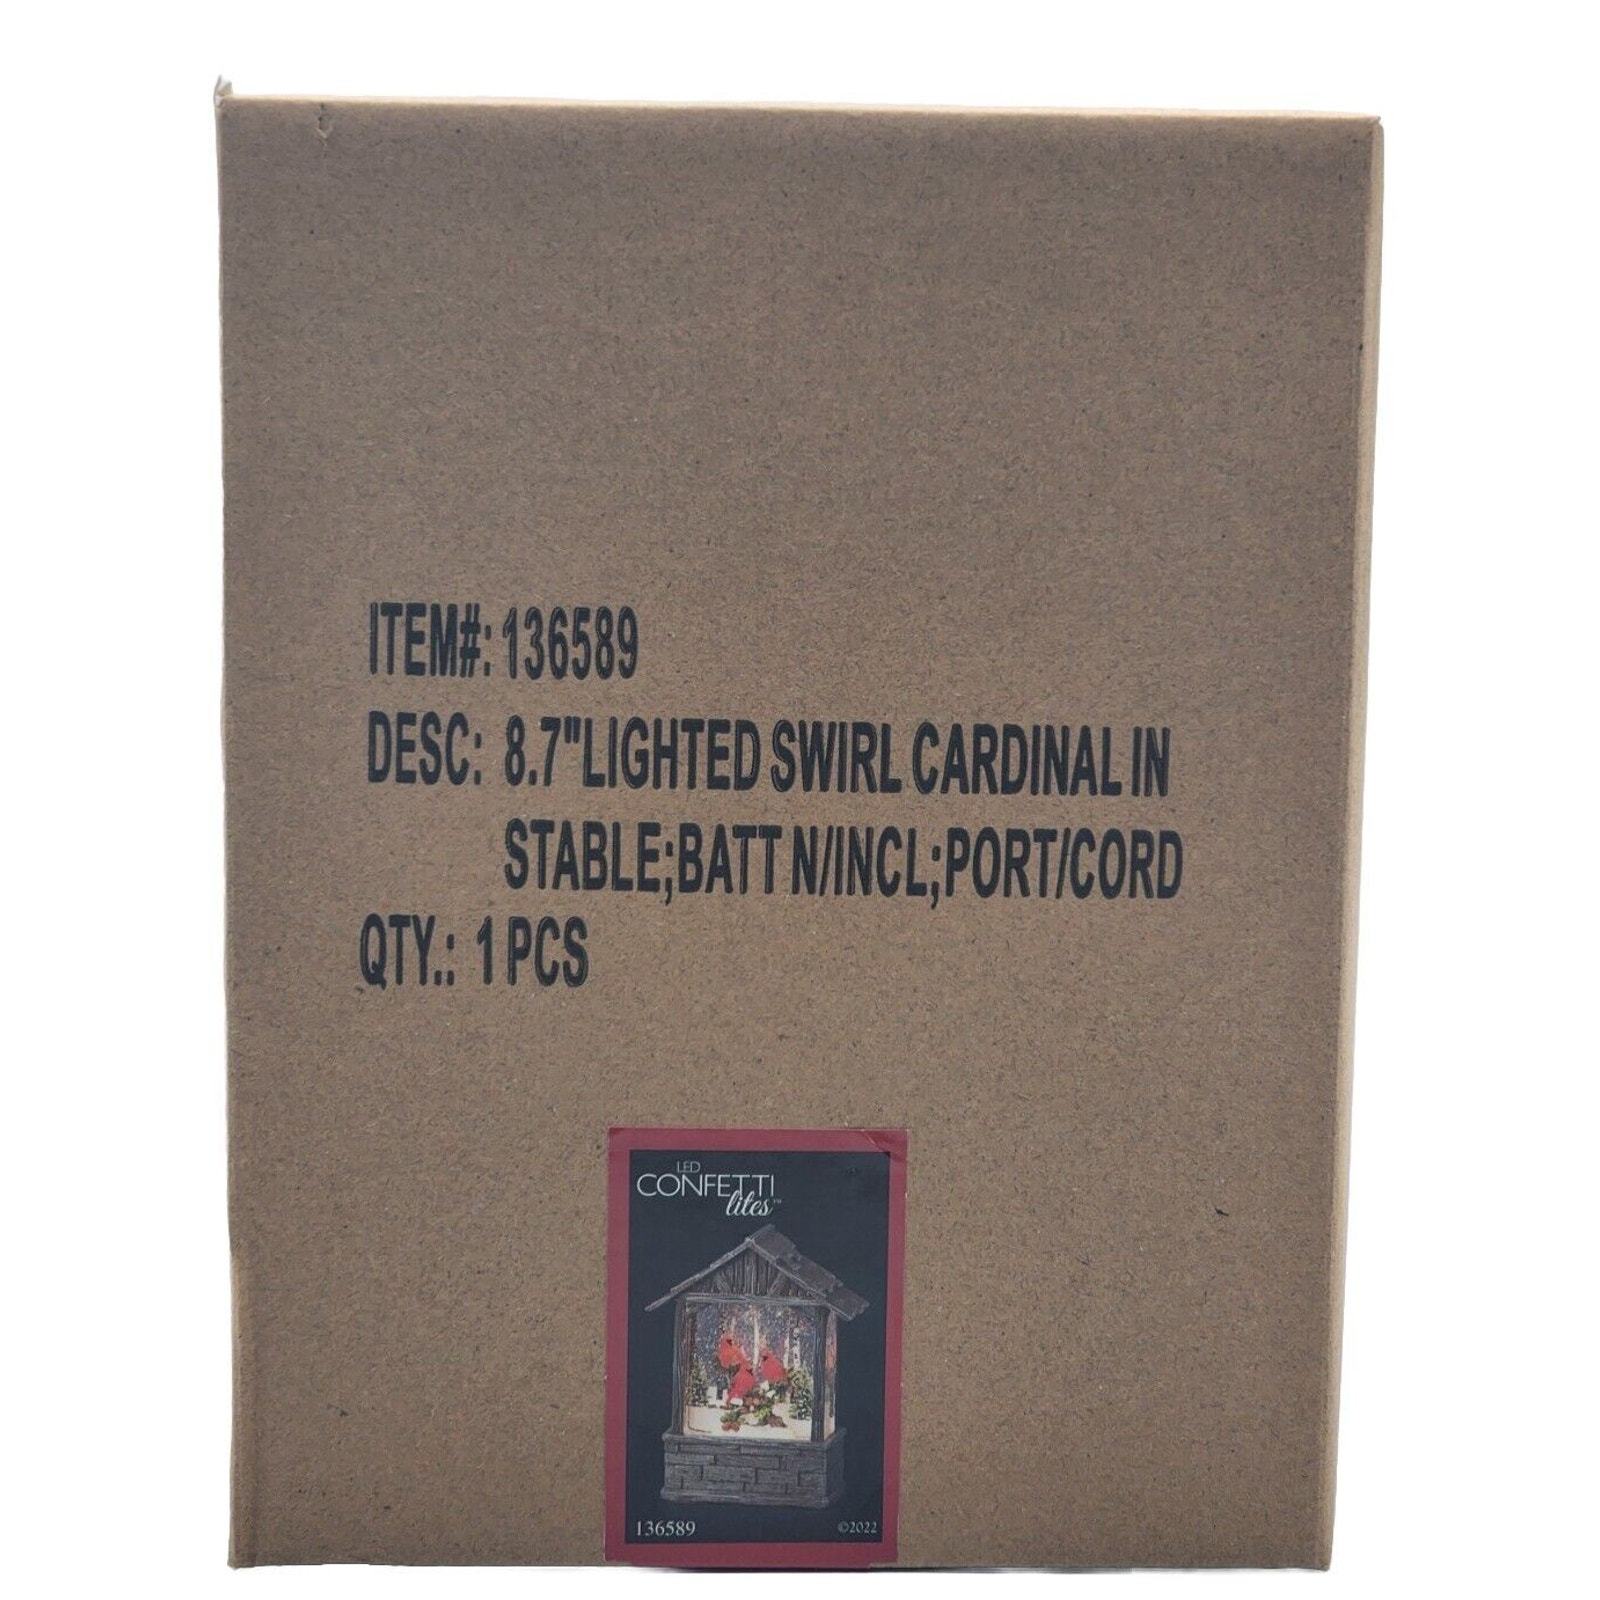 ITEM#: 136589
DESC: 8.7"LIGHTED SWIRL CARDINAL IN
STABLE;BATT N/INCL;PORT/CORD
QTY.: 1 PCS
LED
CONFETTI
lites™
136589 ©2022